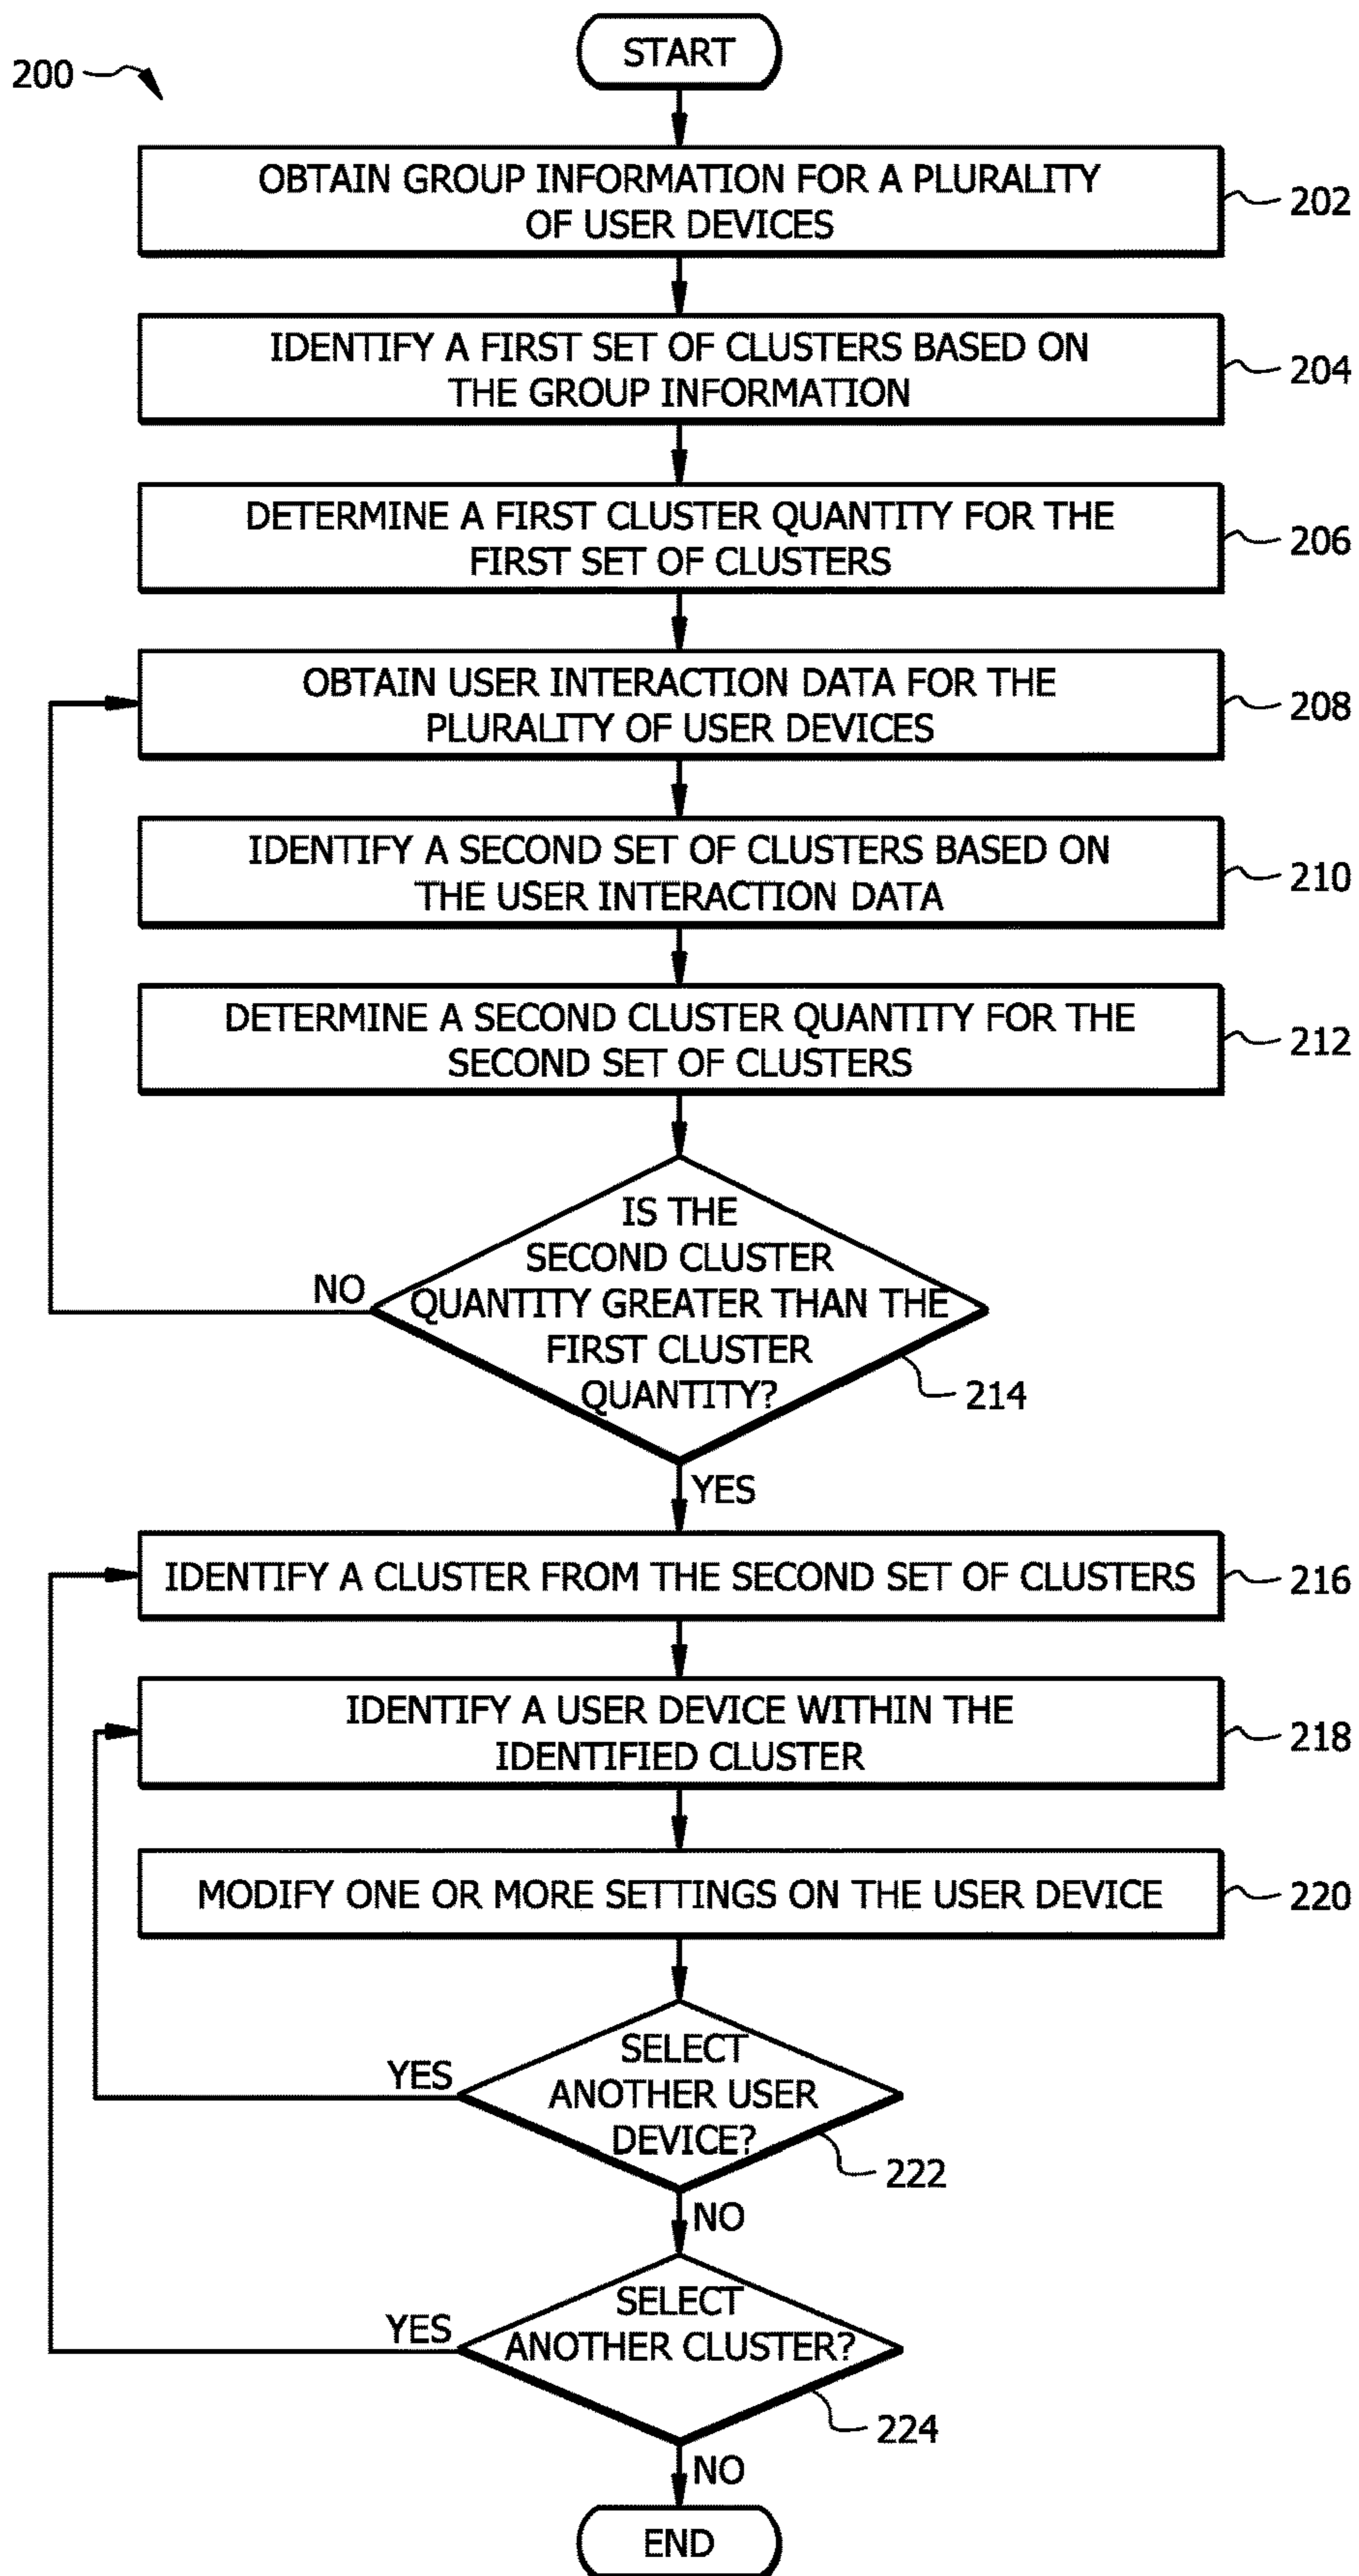 START
200
OBTAIN GROUP INFORMATION FOR A PLURALITY
OF USER DEVICES
202
IDENTIFY A FIRST SET OF CLUSTERS BASED ON
THE GROUP INFORMATION
204
DETERMINE A FIRST CLUSTER QUANTITY FOR THE
FIRST SET OF CLUSTERS
206
OBTAIN USER INTERACTION DATA FOR THE
PLURALITY OF USER DEVICES
208
IDENTIFY A SECOND SET OF CLUSTERS BASED ON
THE USER INTERACTION DATA
210
DETERMINE A SECOND CLUSTER QUANTITY FOR THE
SECOND SET OF CLUSTERS
212
IS THE
SECOND CLUSTER
QUANTITY GREATER THAN THE
FIRST CLUSTER
QUANTITY?
NO
214
YES
IDENTIFY A CLUSTER FROM THE SECOND SET OF CLUSTERS
216
IDENTIFY A USER DEVICE WITHIN THE
IDENTIFIED CLUSTER
218
MODIFY ONE OR MORE SETTINGS ON THE USER DEVICE
220
SELECT
ANOTHER USER
DEVICE?
YES
222
NO
SELECT
ANOTHER CLUSTER?
YES
224
NO
END